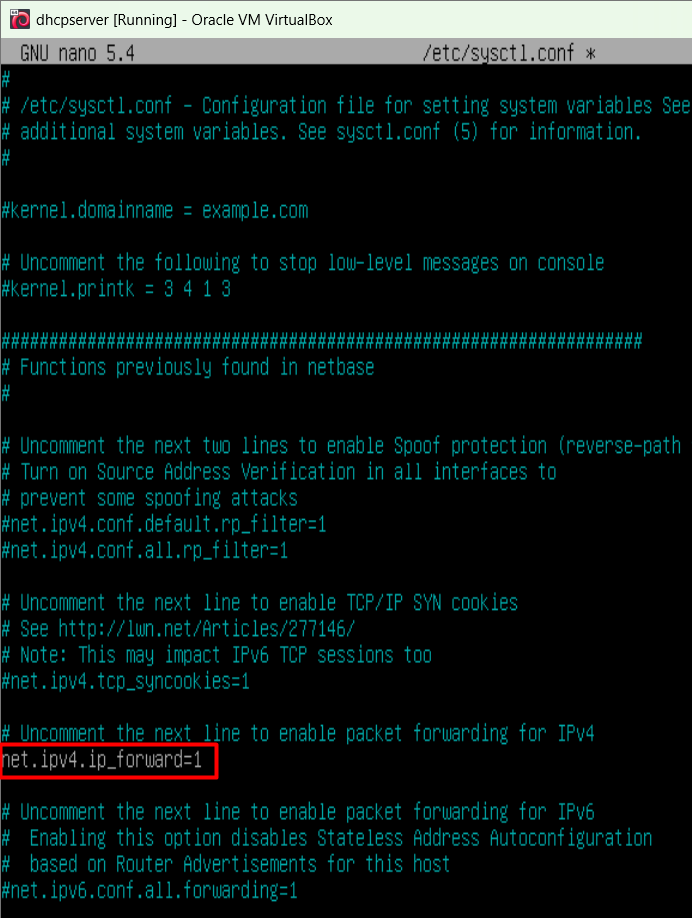 dhcpserver [Running] - Oracle VM VirtualBox
GNU nano 5.4 /etc/sysctl.conf *
#
# /etc/sysctl.conf - Configuration file for setting system variables See
# additional system variables. See sysctl.conf (5) for information.
#
#kernel.domainname = example.com
# Uncomment the following to stop low-level messages on console
#kernel.printk = 3 4 1 3
###################################################################
# Functions previously found in netbase
#
# Uncomment the next two lines to enable Spoof protection (reverse-path
# Turn on Source Address Verification in all interfaces to
# prevent some spoofing attacks
#net.ipv4.conf.default.rp_filter=1
#net.ipv4.conf.all.rp_filter=1
# Uncomment the next line to enable TCP/IP SYN cookies
# See http://lwn.net/Articles/277146/
# Note: This may impact IPv6 TCP sessions too
#net.ipv4.tcp_syncookies=1
# Uncomment the next line to enable packet forwarding for IPv4
net.ipv4.ip_forward=1
# Uncomment the next line to enable packet forwarding for IPv6
#  Enabling this option disables Stateless Address Autoconfiguration
#  based on Router Advertisements for this host
#net.ipv6.conf.all.forwarding=1